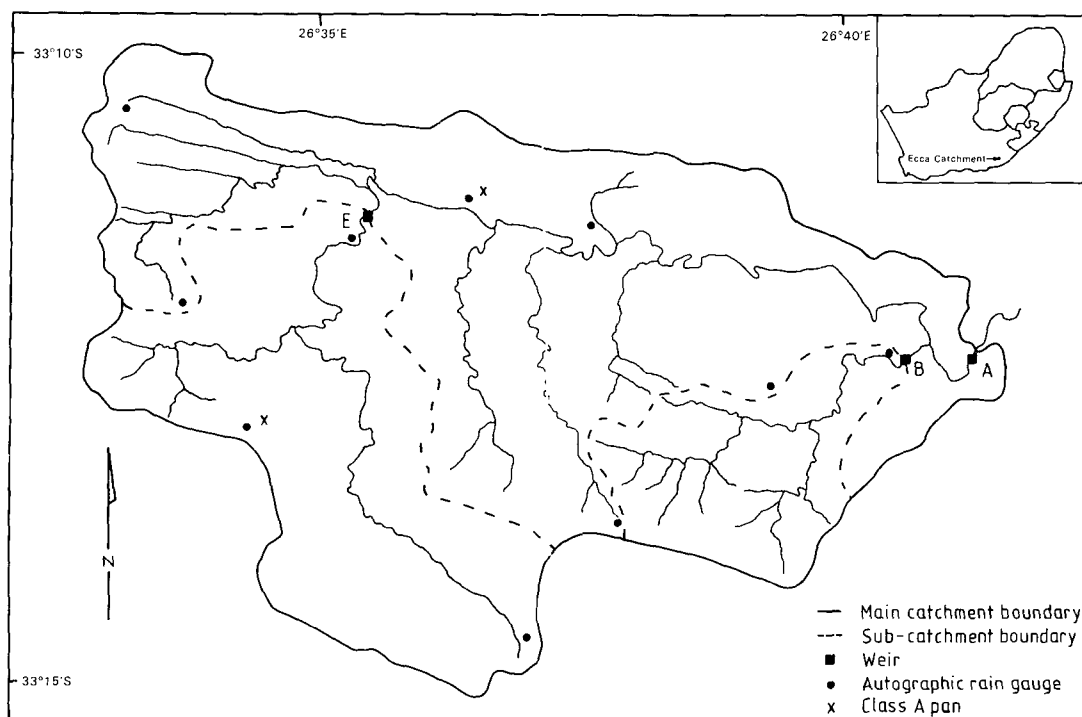 26°35'E
26°40'E
33°10'S
Ecca Catchment
x
E
B
A
x
N
Main catchment boundary
Sub-catchment boundary
Weir
Autographic rain gauge
x Class A pan
33°15'S